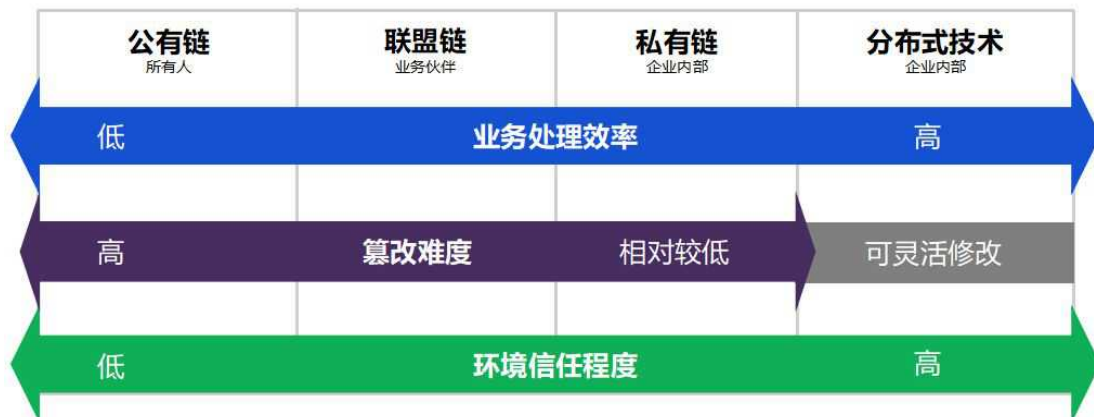 公有链 联盟链 私有链 分布式技术
所有人 业务伙伴 企业内部 企业内部
低 业务处理效率 高
高 篡改难度 相对较低 可灵活修改
低 环境信任程度 高